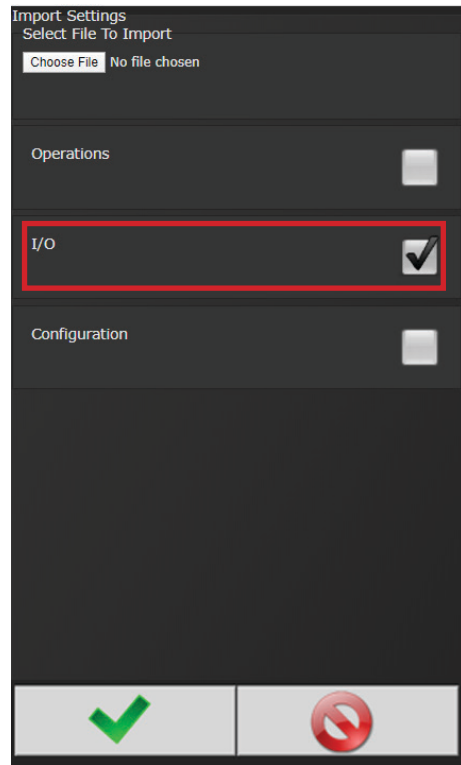 Import Settings
Select File To Import
Choose File No file chosen
Operations
I/O
Configuration